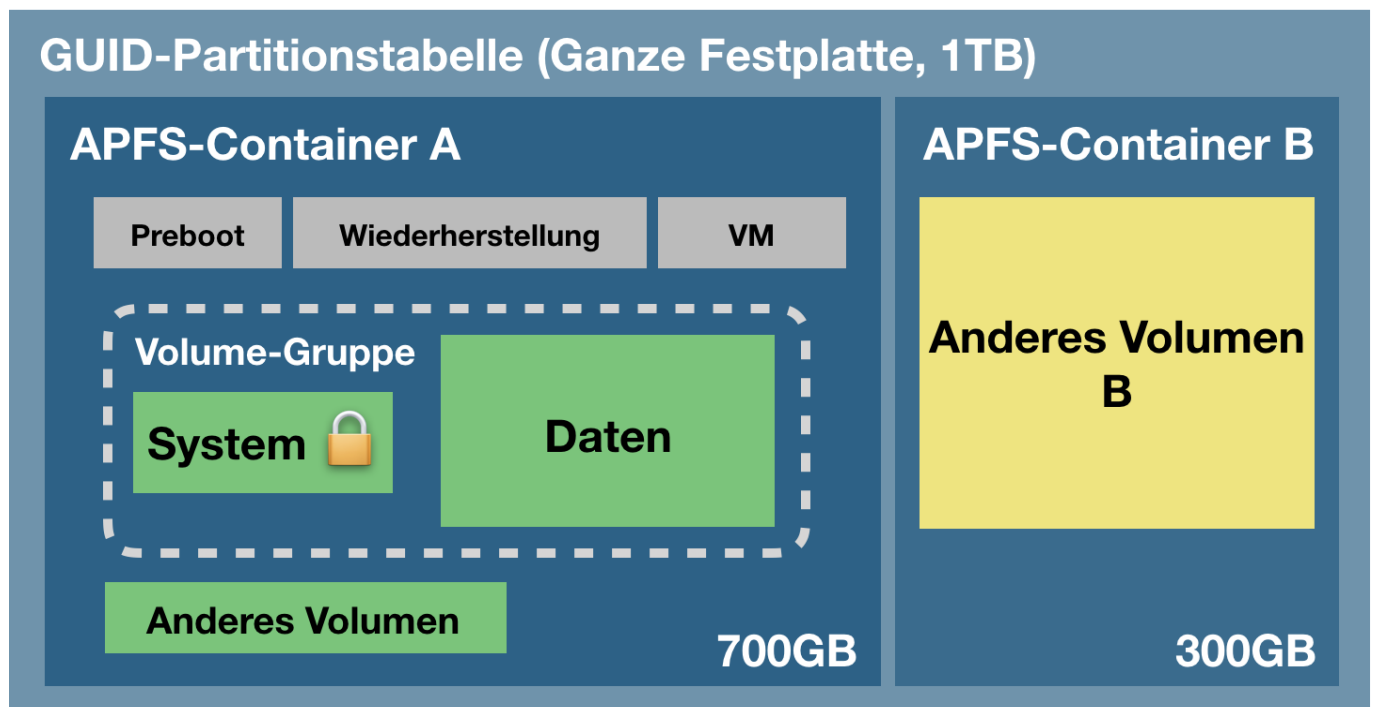 GUID-Partitionstabelle (Ganze Festplatte, 1TB)
APFS-Container A
Preboot
Wiederherstellung
VM
Volume-Gruppe
System
Daten
Anderes Volumen
700GB
APFS-Container B
Anderes Volumen
B
300GB